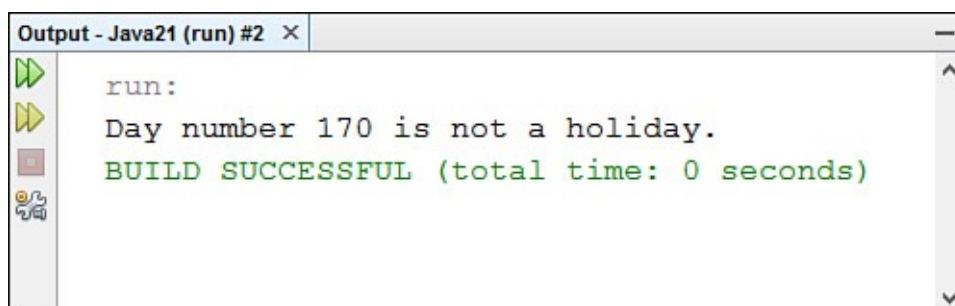 Output - Java21 (run) #2
run:
Day number 170 is not a holiday.
BUILD SUCCESSFUL (total time: 0 seconds)